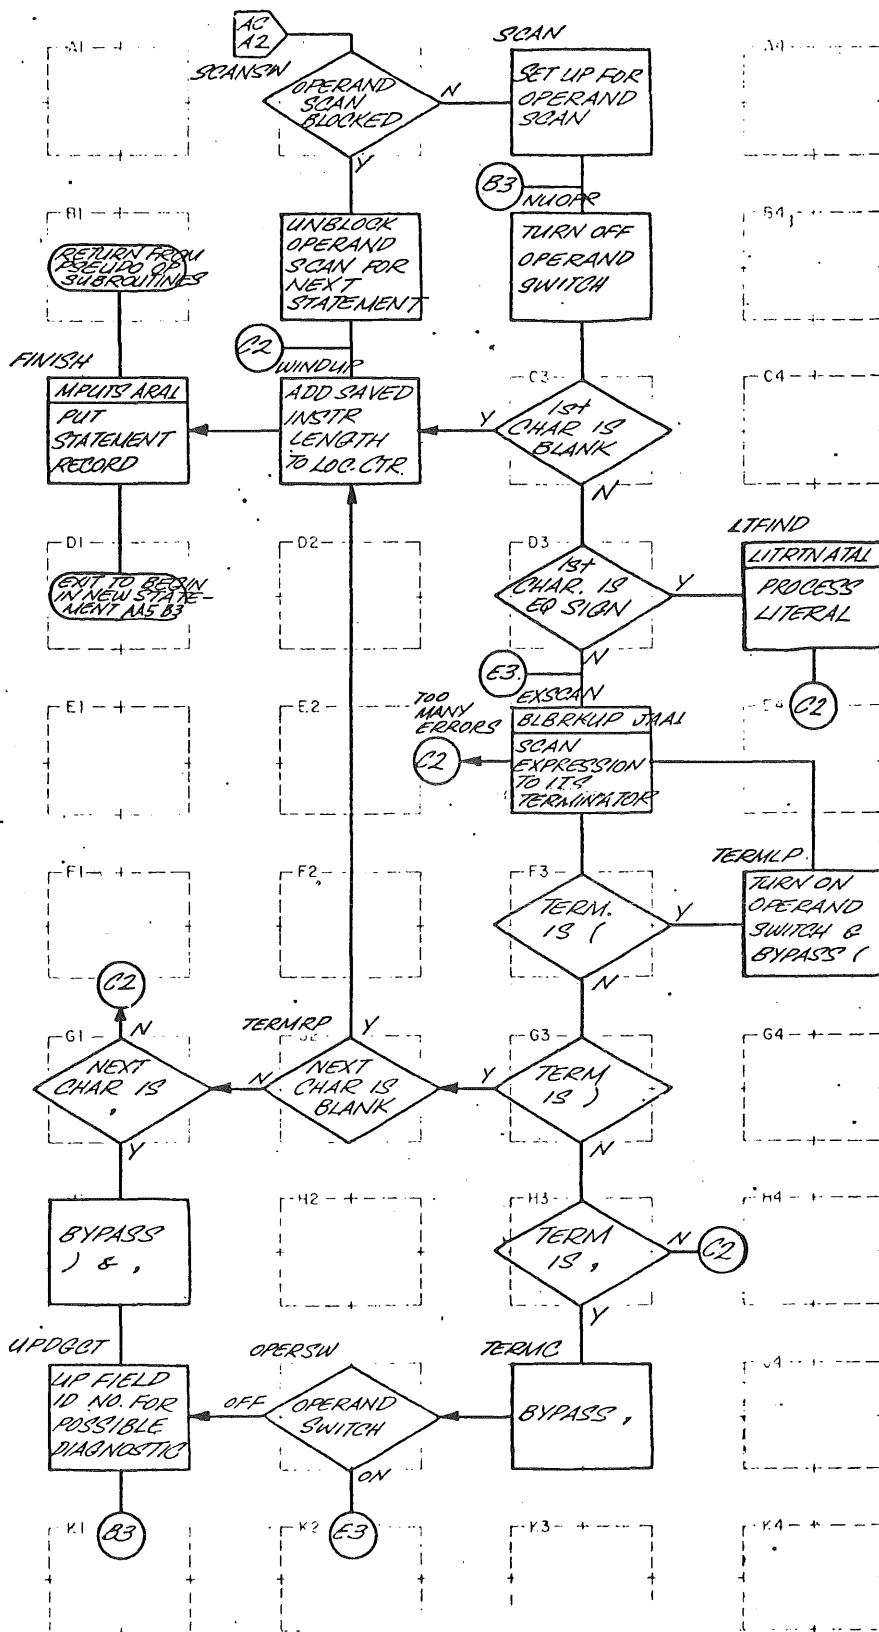 AC
A2
SCANSW
OPERAND
SCAN
BLOCKED
N
Y
SCAN
SET UP FOR
OPERAND
SCAN
A1
A4
B3
NUOPR
B1
RETURN FROM
PSEUDO OP
SUBROUTINES
UNBLOCK
OPERAND
SCAN FOR
NEXT
STATEMENT
TURN OFF
OPERAND
SWITCH
B4
C2
WINDUP
FINISH
MPUTS ARA1
PUT
STATEMENT
RECORD
ADD SAVED
INSTR
LENGTH
TO LOC. CTR.
Y
C3
1st
CHAR IS
BLANK
N
C4
D1
EXIT TO BEGIN
IN NEW STATE-
MENT AA5 B3
D2
D3
1st
CHAR. IS
EQ SIGN
Y
N
LTFIND
LITRTN ATA1
PROCESS
LITERAL
C2
E3
EXSCAN
E1
E2
TOO
MANY
ERRORS
C2
BLBRKUP JAA1
SCAN
EXPRESSION
TO ITS
TERMINATOR
E4
F1
F2
F3
TERM.
IS (
Y
N
TERMLP
TURN ON
OPERAND
SWITCH &
BYPASS (
C2
N
G1
NEXT
CHAR IS
,
Y
TERMRP
Y
G2
NEXT
CHAR IS
BLANK
N
G3
TERM
IS )
Y
N
G4
BYPASS
) & ,
H2
H3
TERM
IS ,
N
C2
Y
H4
UPDGCT
UP FIELD
ID NO. FOR
POSSIBLE
DIAGNOSTIC
OPERSW
OFF
OPERAND
SWITCH
ON
TERMC
BYPASS ,
J4
K1
B3
K2
E3
K3
K4